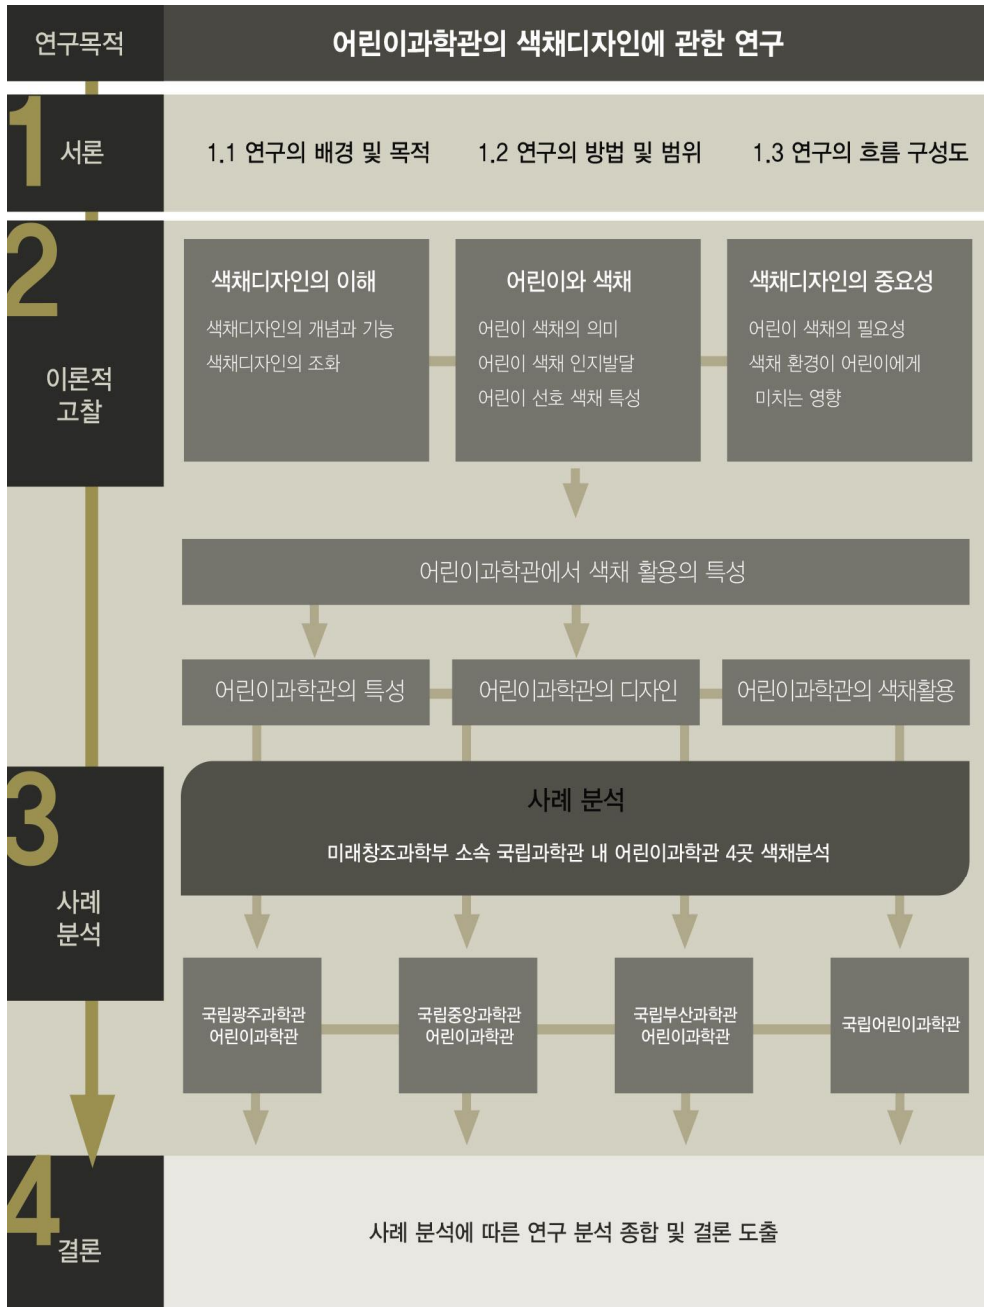 연구목적
어린이과학관의 색채디자인에 관한 연구
1
서론
1.1 연구의 배경 및 목적
1.2 연구의 방법 및 범위
1.3 연구의 흐름 구성도
2
이론적
고찰
색채디자인의 이해
색채디자인의 개념과 기능
색채디자인의 조화
어린이와 색채
어린이 색채의 의미
어린이 색채 인지발달
어린이 선호 색채 특성
색채디자인의 중요성
어린이 색채의 필요성
색채 환경이 어린이에게
미치는 영향
어린이과학관에서 색채 활용의 특성
어린이과학관의 특성
어린이과학관의 디자인
어린이과학관의 색채활용
3
사례
분석
사례 분석
미래창조과학부 소속 국립과학관 내 어린이과학관 4곳 색채분석
국립광주과학관
어린이과학관
국립중앙과학관
어린이과학관
국립부산과학관
어린이과학관
국립어린이과학관
4
결론
사례 분석에 따른 연구 분석 종합 및 결론 도출